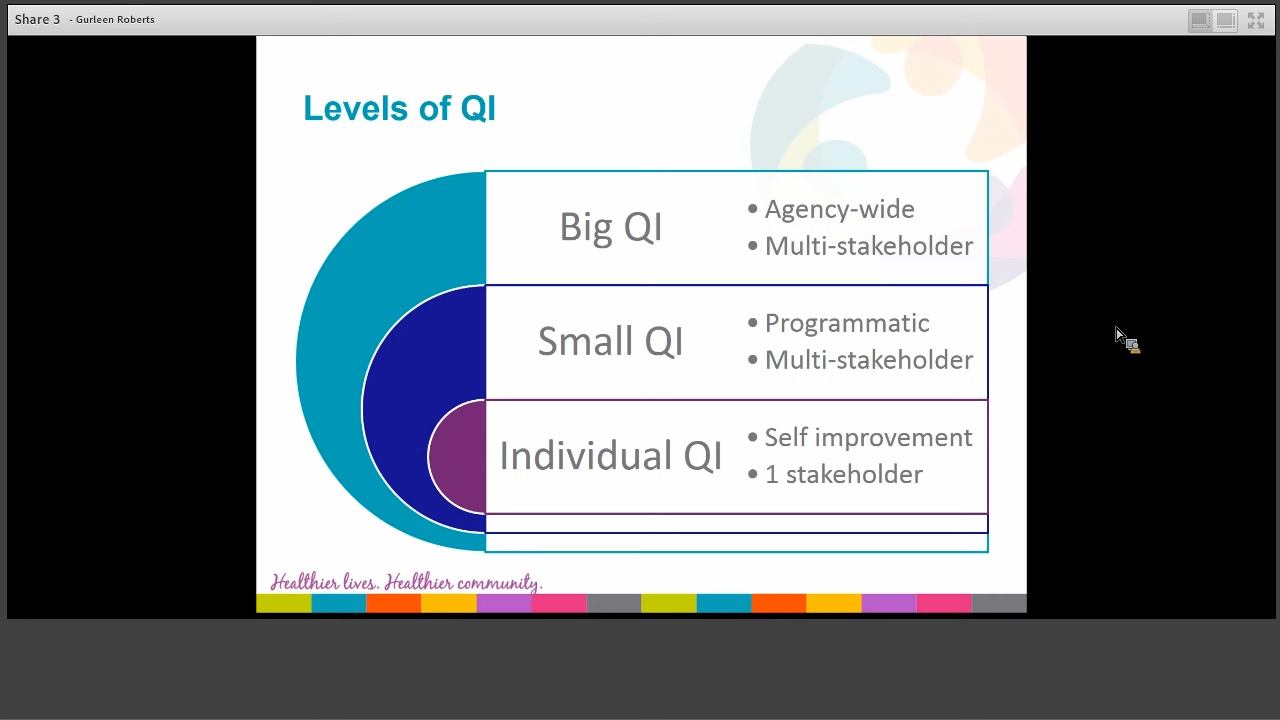 Share 3 - Gurleen Roberts
Levels of QI
Big QI
• Agency-wide
• Multi-stakeholder
Small QI
• Programmatic
• Multi-stakeholder
Individual QI
• Self improvement
• 1 stakeholder
Healthier lives. Healthier community.